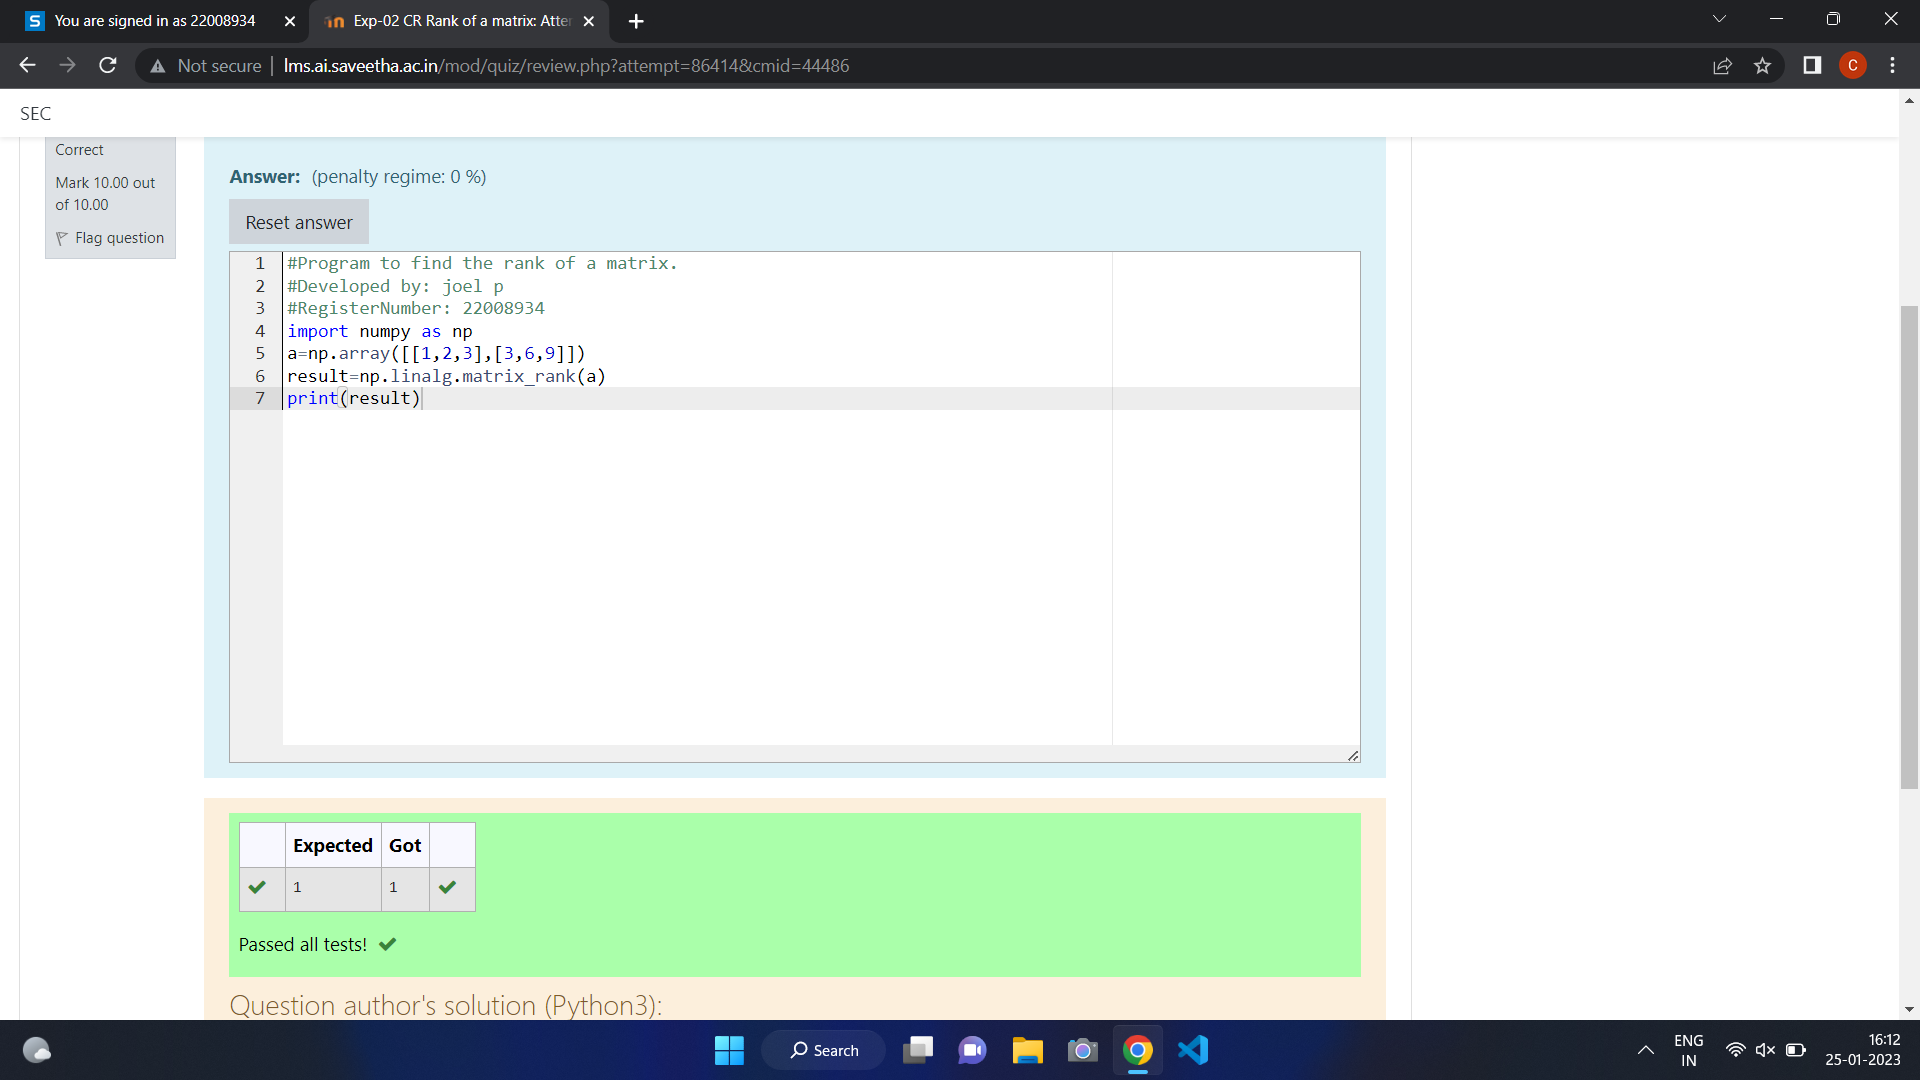 You are signed in as 22008934
Exp-02 CR Rank of a matrix: Atte
Not secure | lms.ai.saveetha.ac.in/mod/quiz/review.php?attempt=86414&cmid=44486
C
SEC
Correct
Mark 10.00 out
of 10.00
Flag question
Answer: (penalty regime: 0 %)
Reset answer
1 #Program to find the rank of a matrix.
2 #Developed by: joel p
3 #RegisterNumber: 22008934
4 import numpy as np
5 a=np.array([[1,2,3],[3,6,9]])
6 result=np.linalg.matrix_rank(a)
7 print(result)
Expected Got
1 1
Passed all tests!
Question author's solution (Python3):
Search
ENG
IN
16:12
25-01-2023